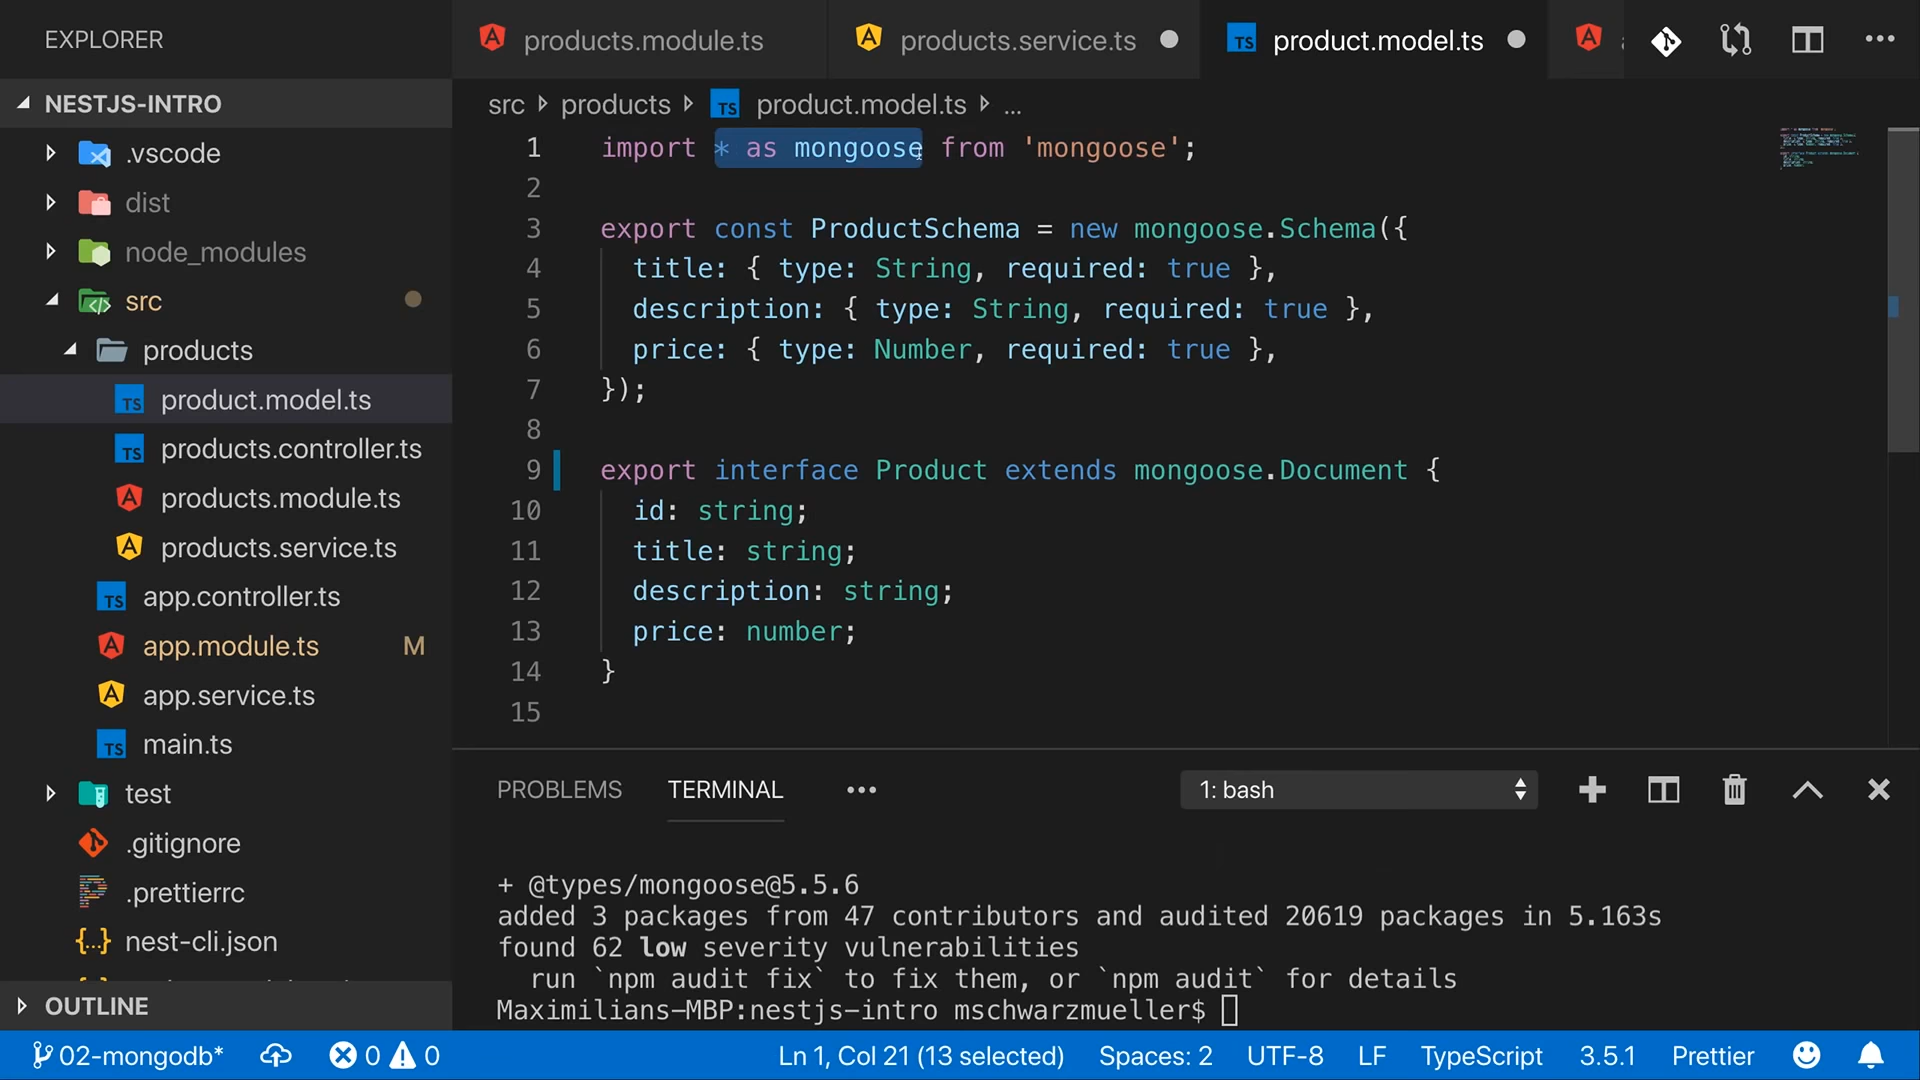 EXPLORER
NESTJS-INTRO
.vscode
dist
node_modules
src
products
product.model.ts
products.controller.ts
products.module.ts
products.service.ts
app.controller.ts
app.module.ts M
app.service.ts
main.ts
test
.gitignore
.prettierrc
nest-cli.json
OUTLINE
products.module.ts products.service.ts product.model.ts
src products product.model.ts ...
1 import * as mongoose from 'mongoose';
2
3 export const ProductSchema = new mongoose.Schema({
4 title: { type: String, required: true },
5 description: { type: String, required: true },
6 price: { type: Number, required: true },
7 });
8
9 export interface Product extends mongoose.Document {
10 id: string;
11 title: string;
12 description: string;
13 price: number;
14 }
15
PROBLEMS TERMINAL ... 1: bash
+ @types/mongoose@5.5.6
added 3 packages from 47 contributors and audited 20619 packages in 5.163s
found 62 low severity vulnerabilities
run `npm audit fix` to fix them, or `npm audit` for details
Maximilians-MBP:nestjs-intro mschwarzmueller$
02-mongodb* 0 0 Ln 1, Col 21 (13 selected) Spaces: 2 UTF-8 LF TypeScript 3.5.1 Prettier